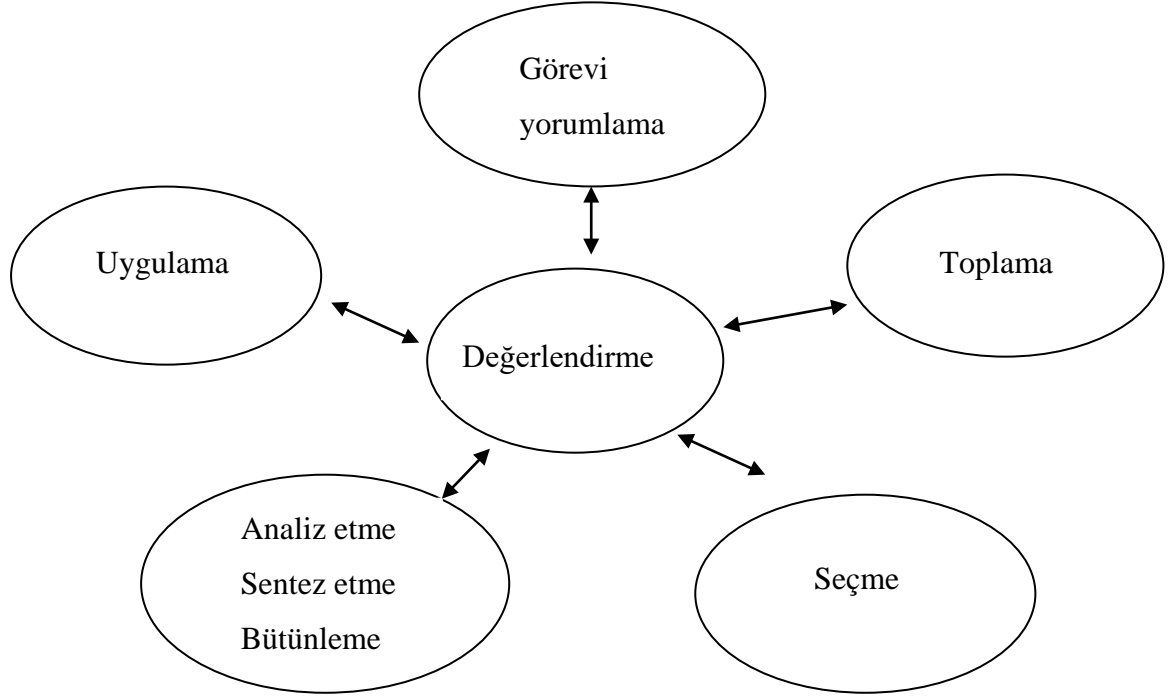 Görevi
yorumlama
Uygulama
Toplama
Değerlendirme
Analiz etme
Sentez etme
Bütünleme
Seçme